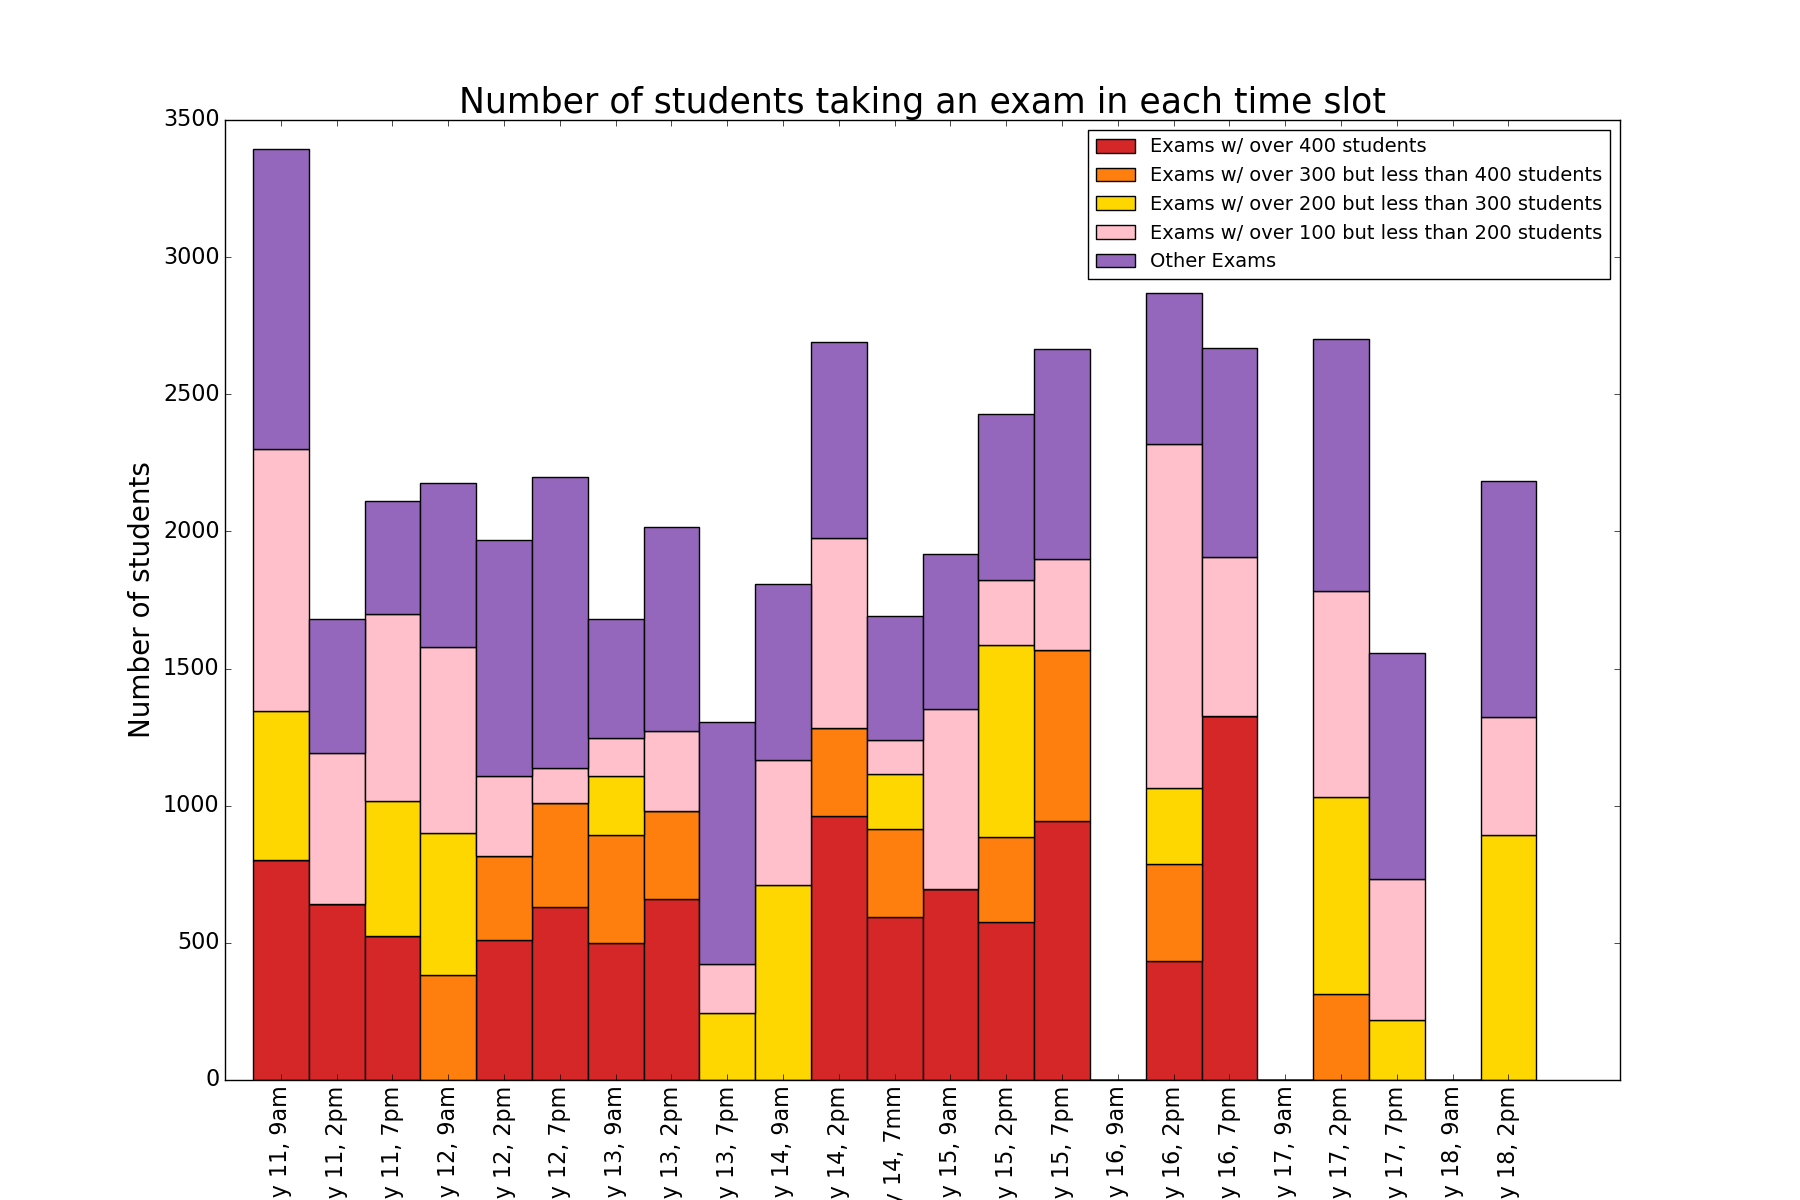 Number of students taking an exam in each time slot
Exams w/ over 400 students
Exams w/ over 300 but less than 400 students
Exams w/ over 200 but less than 300 students
Exams w/ over 100 but less than 200 students
Other Exams
Number of students
3500
3000
2500
2000
1500
1000
500
0
y 11, 9am
y 11, 2pm
y 11, 7pm
y 12, 9am
y 12, 2pm
y 12, 7pm
y 13, 9am
y 13, 2pm
y 13, 7pm
y 14, 9am
y 14, 2pm
y 14, 7mm
y 15, 9am
y 15, 2pm
y 15, 7pm
y 16, 9am
y 16, 2pm
y 16, 7pm
y 17, 9am
y 17, 2pm
y 17, 7pm
y 18, 9am
y 18, 2pm